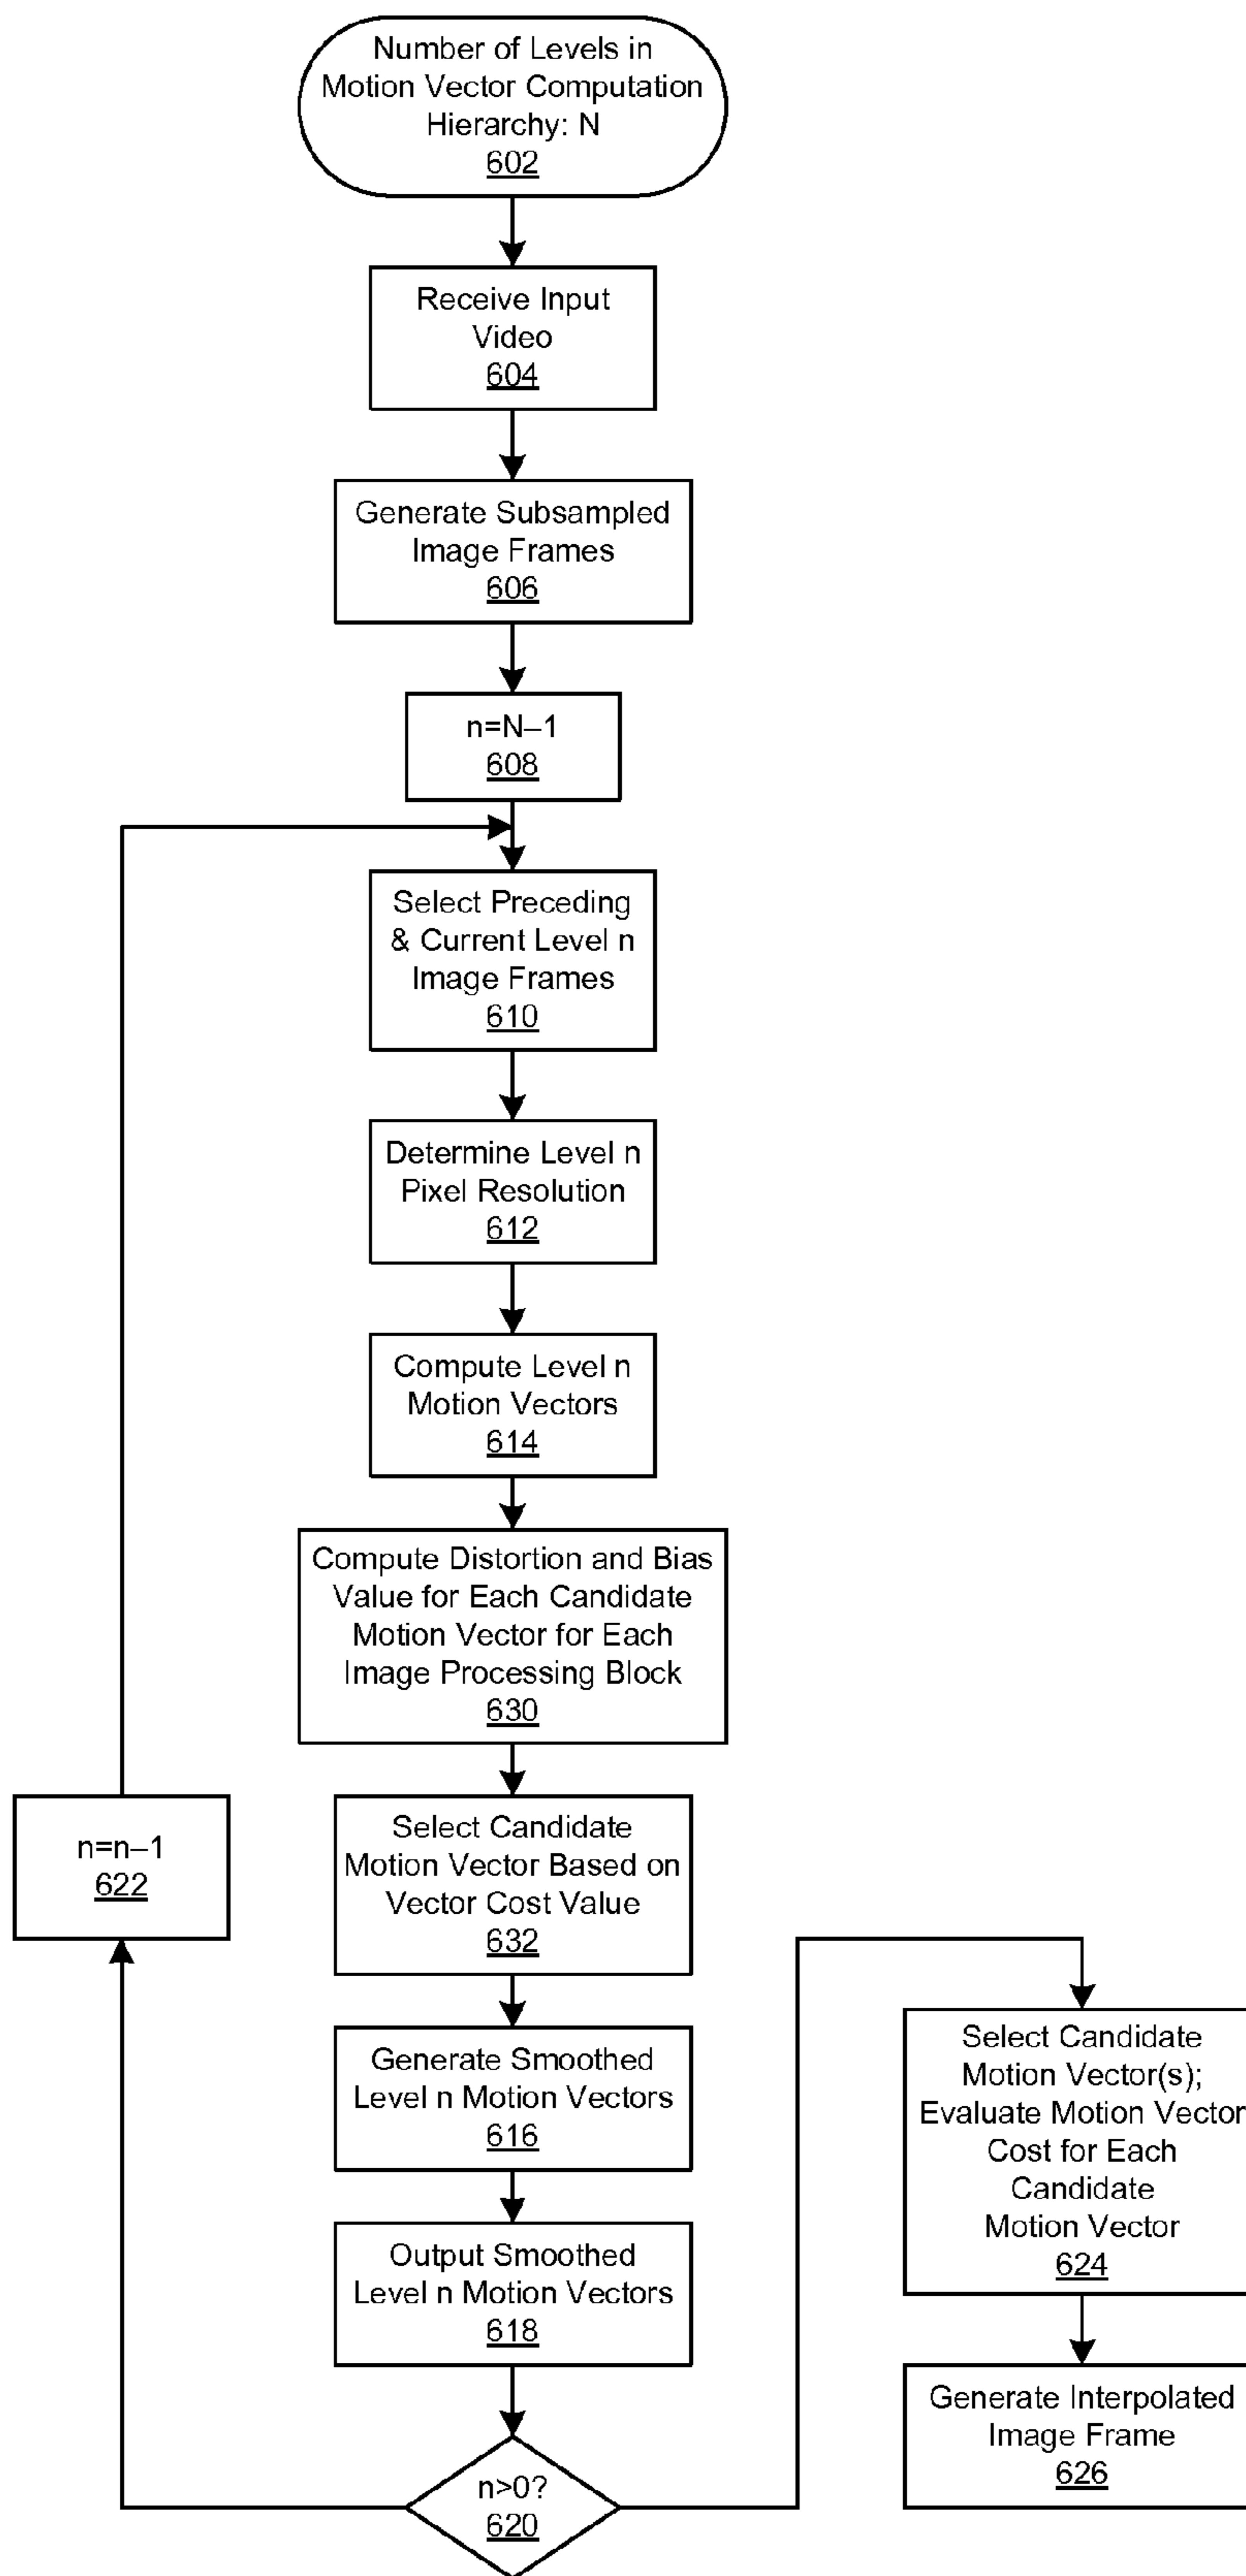 Number of Levels in
Motion Vector Computation
Hierarchy: N
602
Receive Input
Video
604
Generate Subsampled
Image Frames
606
n=N–1
608
Select Preceding
& Current Level n
Image Frames
610
Determine Level n
Pixel Resolution
612
Compute Level n
Motion Vectors
614
Compute Distortion and Bias
Value for Each Candidate
Motion Vector for Each
Image Processing Block
630
Select Candidate
Motion Vector Based on
Vector Cost Value
632
n=n–1
622
Generate Smoothed
Level n Motion Vectors
616
Output Smoothed
Level n Motion Vectors
618
n>0?
620
Select Candidate
Motion Vector(s);
Evaluate Motion Vector
Cost for Each
Candidate
Motion Vector
624
Generate Interpolated
Image Frame
626